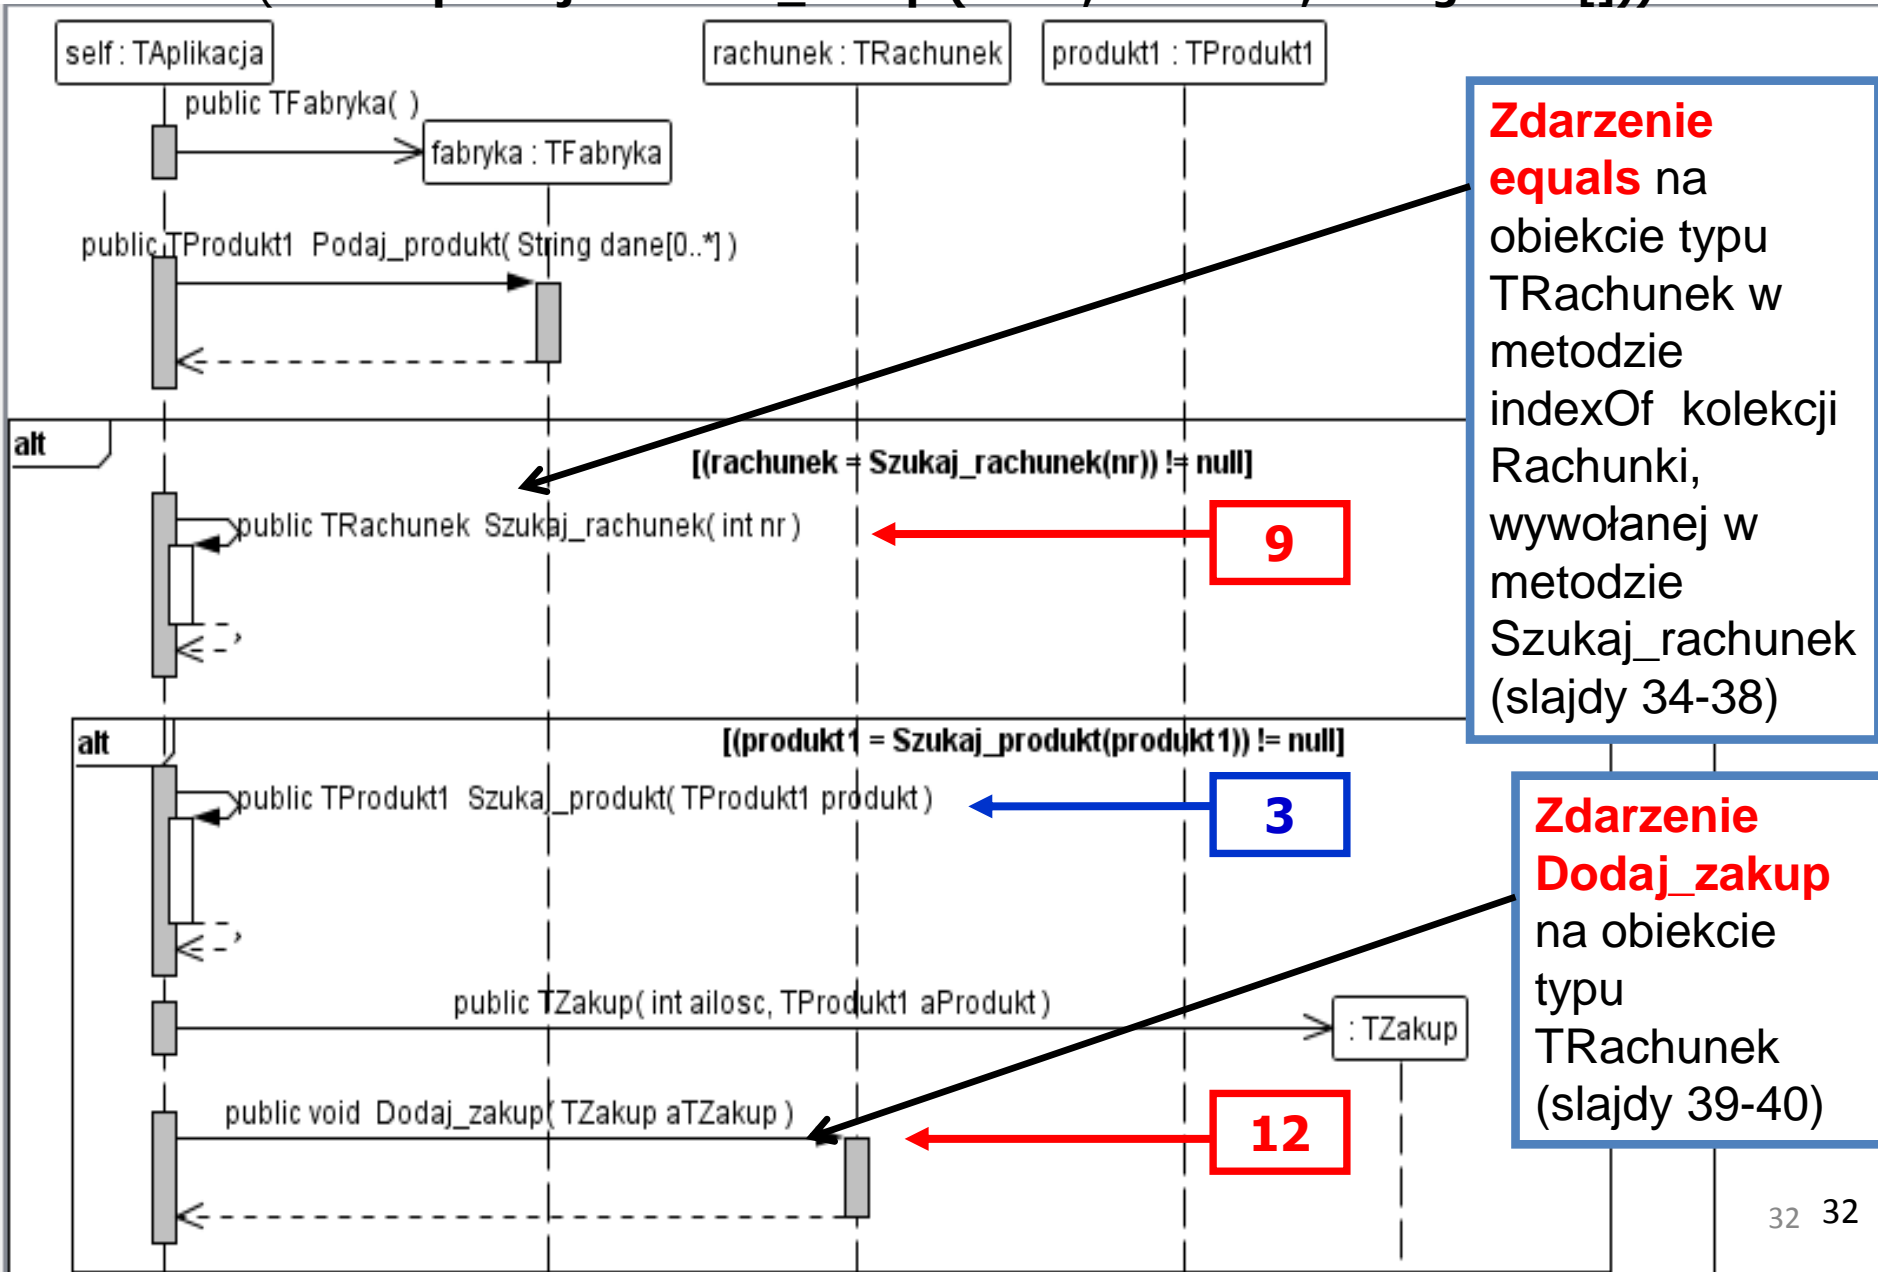 self : TAplikacja
rachunek : TRachunek
produkt1 : TProdukt1
public TFabryka( )
fabryka : TFabryka
public TProdukt1 Podaj_produkt( String dane[0..*] )
alt
[(rachunek = Szukaj_rachunek(nr)) != null]
public TRachunek Szukaj_rachunek( int nr )
9
alt
[(produkt1 = Szukaj_produkt(produkt1)) != null]
public TProdukt1 Szukaj_produkt( TProdukt1 produkt )
3
public TZakup( int ailosc, TProdukt1 aProdukt )
: TZakup
public void Dodaj_zakup( TZakup aTZakup )
12
Zdarzenie
equals na
obiekcie typu
TRachunek w
metodzie
indexOf kolekcji
Rachunki,
wywołanej w
metodzie
Szukaj_rachunek
(slajdy 34-38)
Zdarzenie
Dodaj_zakup
na obiekcie
typu
TRachunek
(slajdy 39-40)
32
32